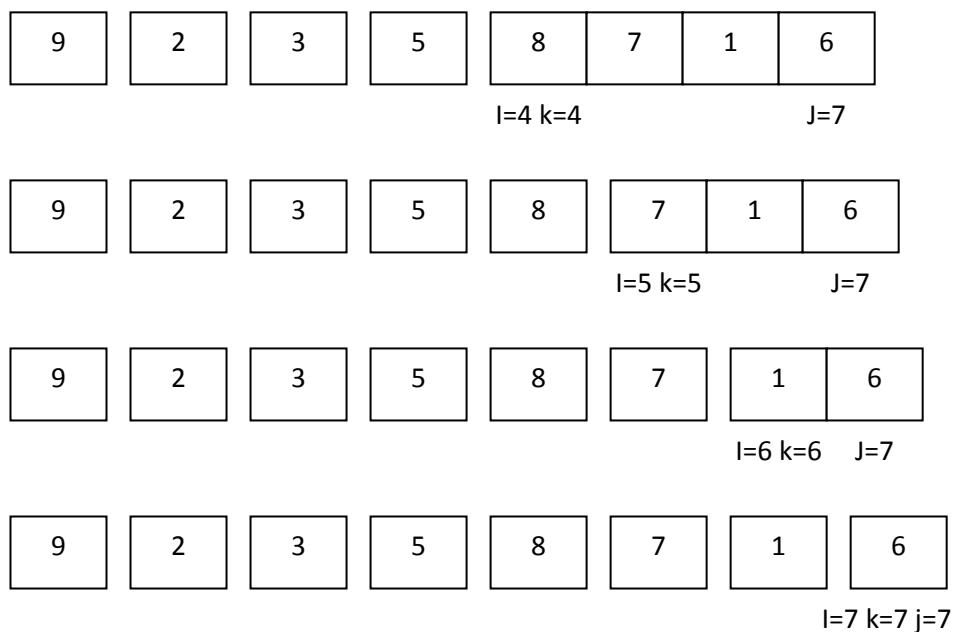 9 2 3 5 8 7 1 6
I=4 k=4 J=7
9 2 3 5 8 7 1 6
I=5 k=5 J=7
9 2 3 5 8 7 1 6
I=6 k=6 J=7
9 2 3 5 8 7 1 6
I=7 k=7 j=7